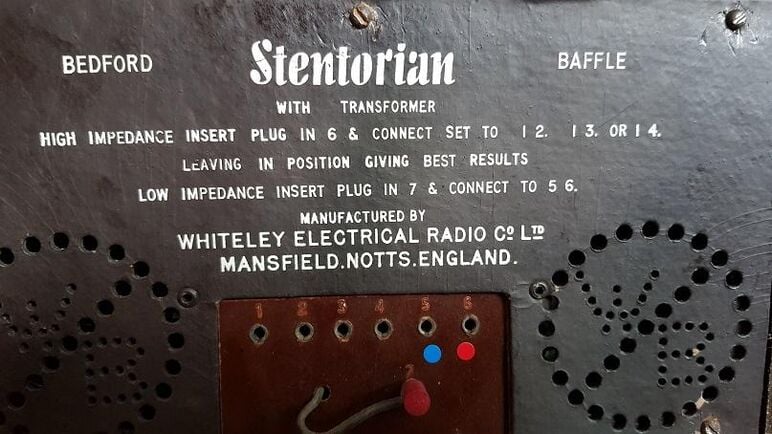 BEDFORD Stentorian BAFFLE
WITH TRANSFORMER
HIGH IMPEDANCE INSERT PLUG IN 6 & CONNECT SET TO 1 2. 1 3. OR 1 4.
LEAVING IN POSITION GIVING BEST RESULTS
LOW IMPEDANCE INSERT PLUG IN 7 & CONNECT TO 5 6.
MANUFACTURED BY
WHITELEY ELECTRICAL RADIO Cº LTD
MANSFIELD.NOTTS.ENGLAND.
1 2 3 4 5 6
7
W B
W B